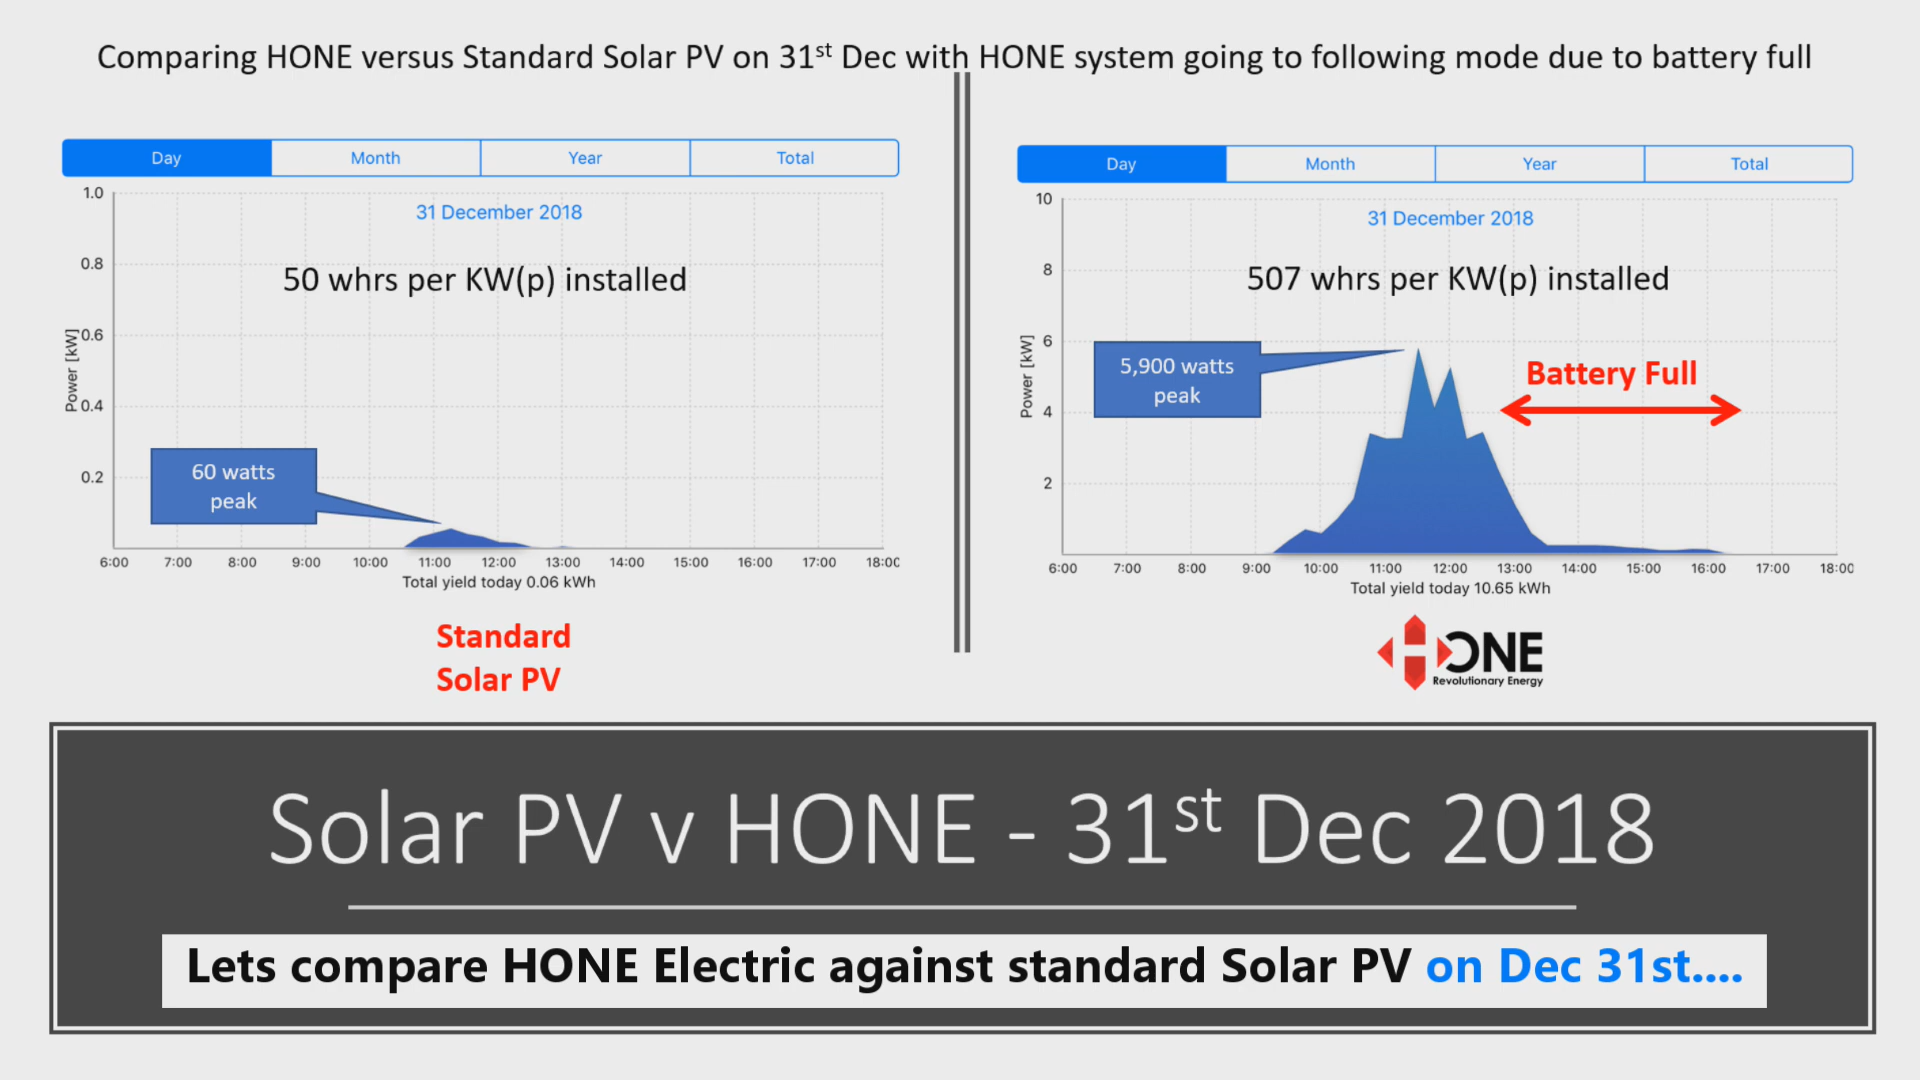 Comparing HONE versus Standard Solar PV on 31st Dec with HONE system going to following mode due to battery full
Day Month Year Total
31 December 2018
50 whrs per KW(p) installed
1.0
0.8
0.6
0.4
0.2
Power [kW]
60 watts
peak
6:00 7:00 8:00 9:00 10:00 11:00 12:00 13:00 14:00 15:00 16:00 17:00 18:00
Total yield today 0.06 kWh
Standard
Solar PV
Day Month Year Total
31 December 2018
507 whrs per KW(p) installed
10
8
6
4
2
Power [kW]
5,900 watts
peak
Battery Full
6:00 7:00 8:00 9:00 10:00 11:00 12:00 13:00 14:00 15:00 16:00 17:00 18:00
Total yield today 10.65 kWh
HONE
Revolutionary Energy
Solar PV v HONE - 31st Dec 2018
Lets compare HONE Electric against standard Solar PV on Dec 31st....